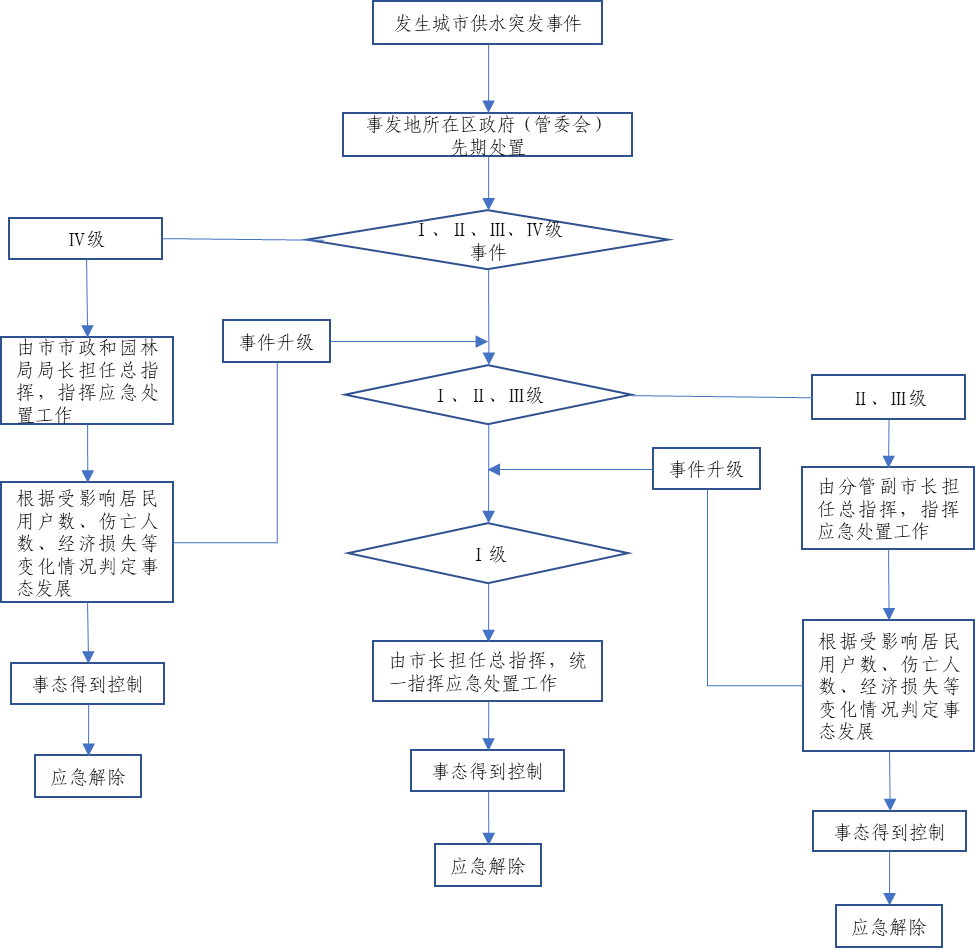 发生城市供水突发事件
事发地所在区政府（管委会）
先期处置
Ⅰ、Ⅱ、Ⅲ、Ⅳ级
事件
Ⅳ级
由市市政和园林
局局长担任总指
挥，指挥应急处
置工作
事件升级
Ⅰ、Ⅱ、Ⅲ级
Ⅱ、Ⅲ级
根据受影响居民
用户数、伤亡人
数、经济损失等
变化情况判定事
态发展
事件升级
由分管副市长担
任总指挥，指挥
应急处置工作
Ⅰ级
事态得到控制
由市长担任总指挥，统
一指挥应急处置工作
根据受影响居民
用户数、伤亡人
数、经济损失等
变化情况判定事
态发展
应急解除
事态得到控制
事态得到控制
应急解除
应急解除